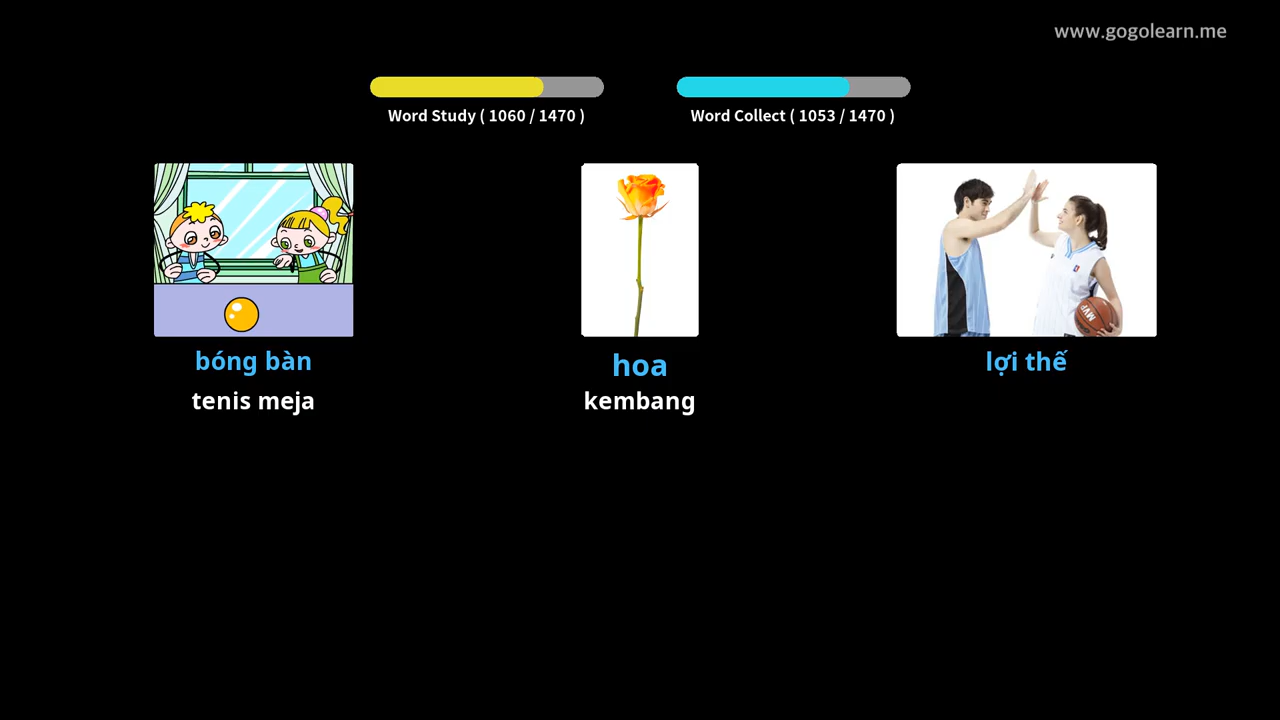 www.gogolearn.me
Word Study ( 1060 / 1470 )
Word Collect ( 1053 / 1470 )
bóng bàn
tenis meja
hoa
kembang
lợi thế
MVP